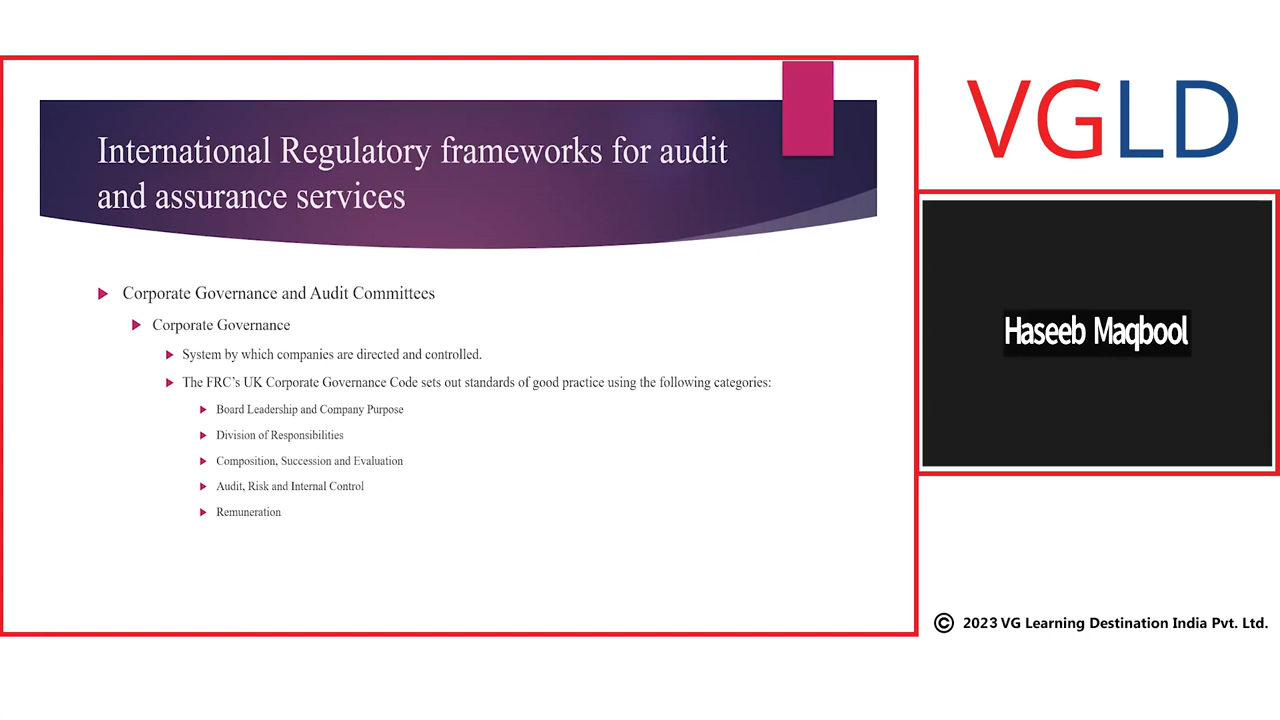 International Regulatory frameworks for audit
and assurance services
Corporate Governance and Audit Committees
Corporate Governance
System by which companies are directed and controlled.
The FRC's UK Corporate Governance Code sets out standards of good practice using the following categories:
Board Leadership and Company Purpose
Division of Responsibilities
Composition, Succession and Evaluation
Audit, Risk and Internal Control
Remuneration
VGLD
Haseeb Maqbool
© 2023 VG Learning Destination India Pvt. Ltd.